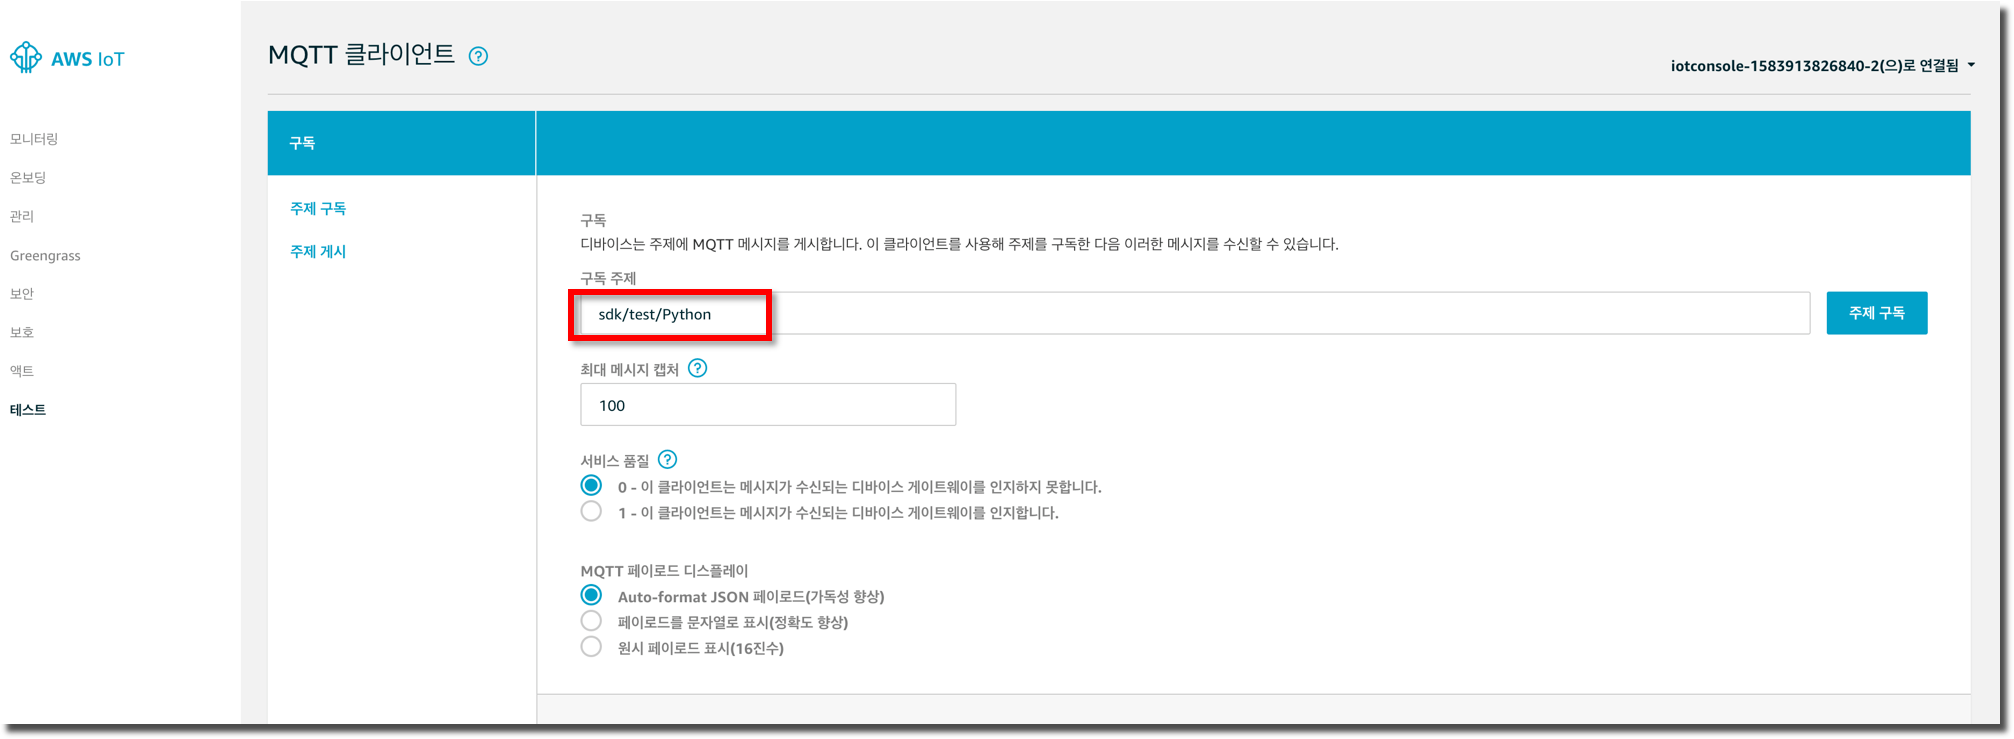 AWS IoT
모니터링
온보딩
관리
Greengrass
보안
보호
액트
테스트
MQTT 클라이언트 ?
iotconsole-1583913826840-2(으)로 연결됨
구독
주제 구독
주제 게시
구독
디바이스는 주제에 MQTT 메시지를 게시합니다. 이 클라이언트를 사용해 주제를 구독한 다음 이러한 메시지를 수신할 수 있습니다.
구독 주제
sdk/test/Python
주제 구독
최대 메시지 캡처 ?
100
서비스 품질 ?
0 - 이 클라이언트는 메시지가 수신되는 디바이스 게이트웨이를 인지하지 못합니다.
1 - 이 클라이언트는 메시지가 수신되는 디바이스 게이트웨이를 인지합니다.
MQTT 페이로드 디스플레이
Auto-format JSON 페이로드(가독성 향상)
페이로드를 문자열로 표시(정확도 향상)
원시 페이로드 표시(16진수)